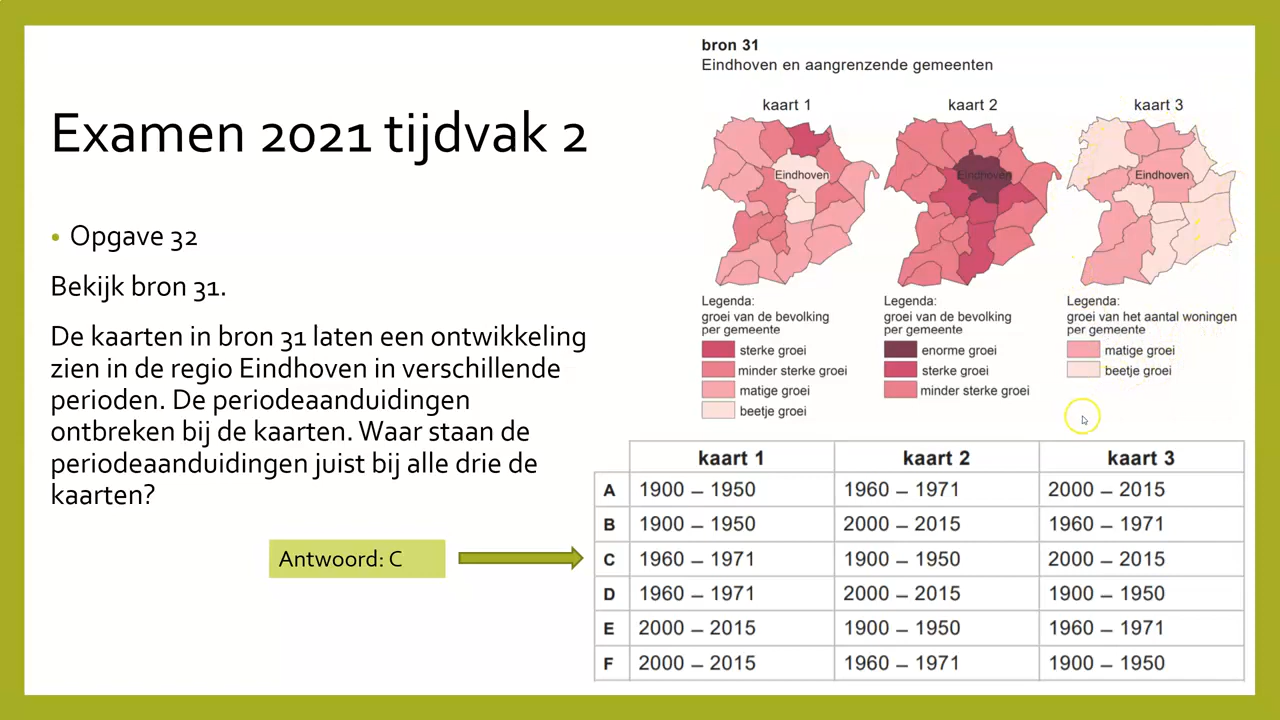 Examen 2021 tijdvak 2
• Opgave 32
Bekijk bron 31.
De kaarten in bron 31 laten een ontwikkeling
zien in de regio Eindhoven in verschillende
perioden. De periodeaanduidingen
ontbreken bij de kaarten. Waar staan de
periodeaanduidingen juist bij alle drie de
kaarten?
Antwoord: C
bron 31
Eindhoven en aangrenzende gemeenten
kaart 1
Eindhoven
Legenda:
groei van de bevolking
per gemeente
sterke groei
minder sterke groei
matige groei
beetje groei
kaart 2
Eindhoven
Legenda:
groei van de bevolking
per gemeente
enorme groei
sterke groei
minder sterke groei
kaart 3
Eindhoven
Legenda:
groei van het aantal woningen
per gemeente
matige groei
beetje groei
kaart 1 kaart 2 kaart 3
A 1900 – 1950 1960 – 1971 2000 – 2015
B 1900 – 1950 2000 – 2015 1960 – 1971
C 1960 – 1971 1900 – 1950 2000 – 2015
D 1960 – 1971 2000 – 2015 1900 – 1950
E 2000 – 2015 1900 – 1950 1960 – 1971
F 2000 – 2015 1960 – 1971 1900 – 1950